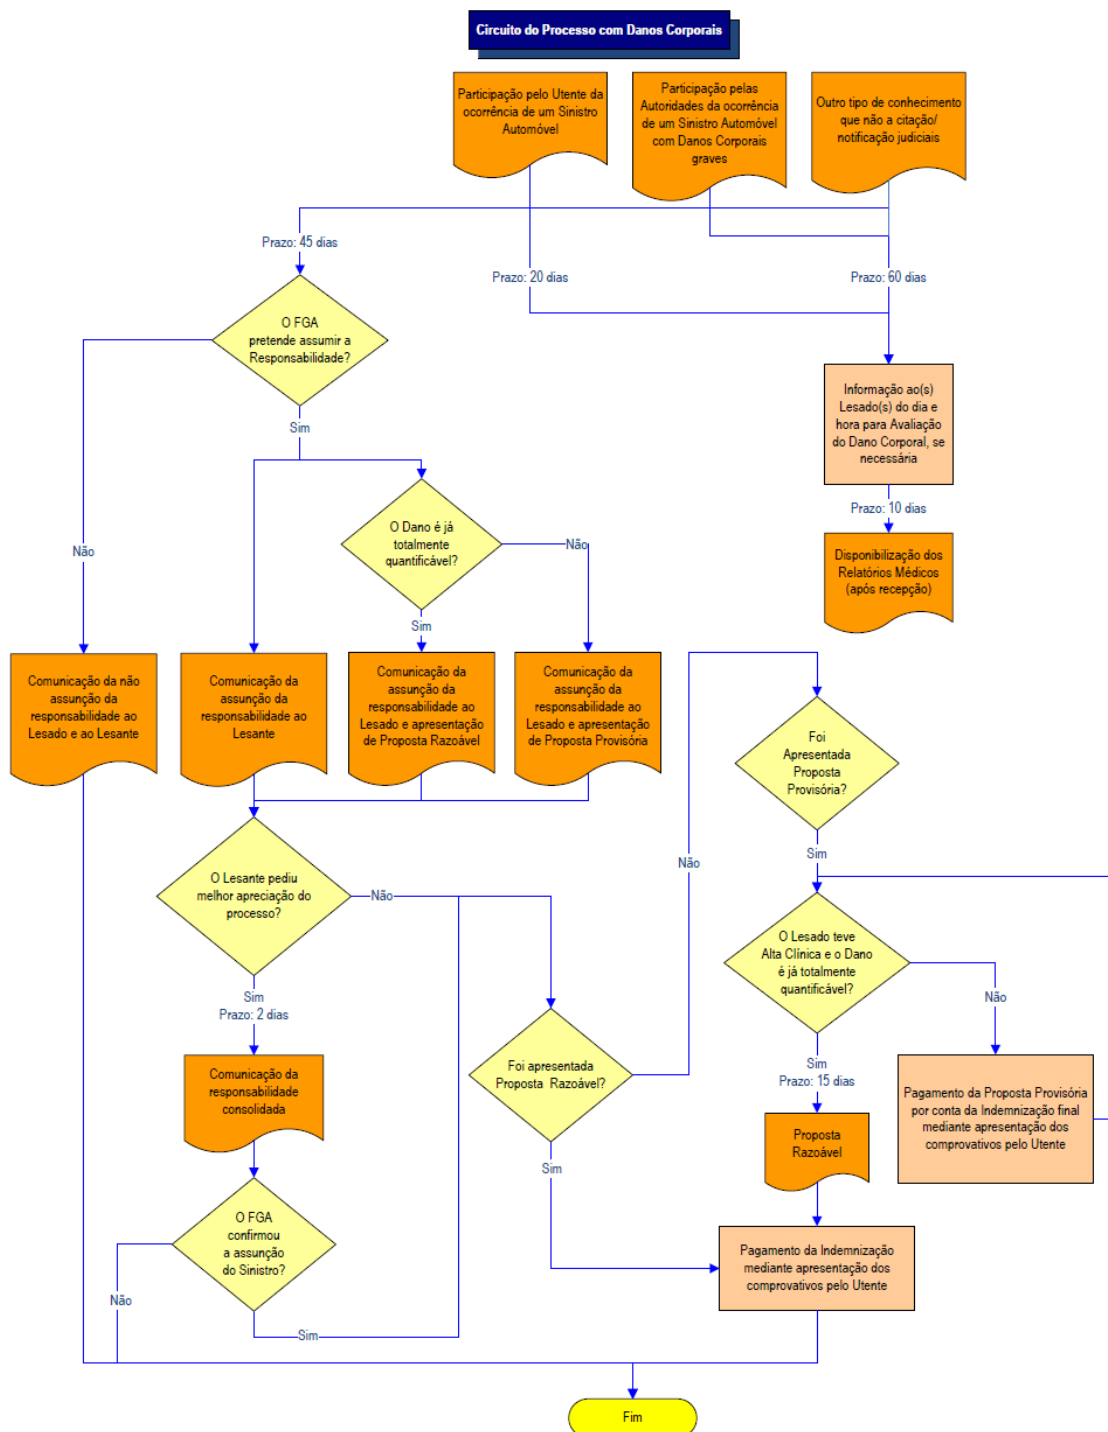 Circuito do Processo com Danos Corporais
Participação pelo Utente da
ocorrência de um Sinistro
Automóvel
Participação pelas
Autoridades da ocorrência
de um Sinistro Automóvel
com Danos Corporais
graves
Outro tipo de conhecimento
que não a citação/
notificação judiciais
Prazo: 45 dias
Prazo: 20 dias
Prazo: 60 dias
O FGA
pretende assumir a
Responsabilidade?
Informação ao(s)
Lesado(s) do dia e
hora para Avaliação
do Dano Corporal, se
necessária
Sim
Prazo: 10 dias
Não
O Dano é já
totalmente
quantificável?
Não
Disponibilização dos
Relatórios Médicos
(após recepção)
Sim
Comunicação da não
assunção da
responsabilidade ao
Lesado e ao Lesante
Comunicação da
assunção da
responsabilidade ao
Lesante
Comunicação da
assunção da
responsabilidade ao
Lesado e apresentação
de Proposta Razoável
Comunicação da
assunção da
responsabilidade ao
Lesado e apresentação
de Proposta Provisória
Foi
Apresentada
Proposta
Provisória?
Sim
Não
O Lesante pediu
melhor apreciação do
processo?
Não
O Lesado teve
Alta Clínica e o Dano
é já totalmente
quantificável?
Não
Sim
Prazo: 2 dias
Comunicação da
responsabilidade
consolidada
Foi apresentada
Proposta Razoável?
Sim
Prazo: 15 dias
Pagamento da Proposta Provisória
por conta da Indemnização final
mediante apresentação dos
comprovativos pelo Utente
Proposta
Razoável
Sim
O FGA
confirmou
a assunção
do Sinistro?
Pagamento da Indemnização
mediante apresentação dos
comprovativos pelo Utente
Não
Sim
Fim